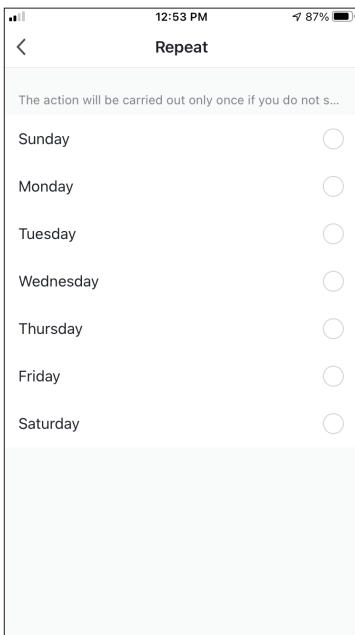 12:53 PM
87%
Repeat
The action will be carried out only once if you do not s...
Sunday
Monday
Tuesday
Wednesday
Thursday
Friday
Saturday